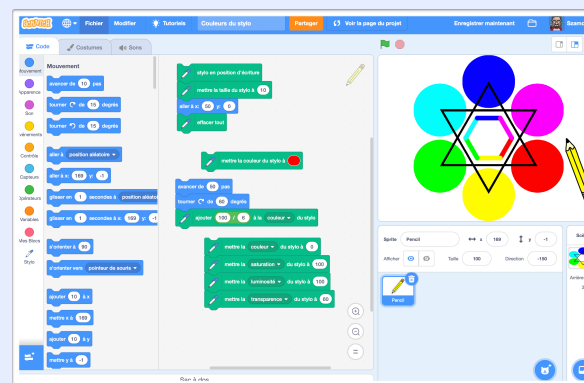 SCRATCH Fichier Modifier Tutoriels Couleurs du stylo Partager Voir la page du projet Enregistrer maintenant
Code Costumes Sons
Mouvement
Apparence
Son
Contrôle
Capteurs
Opérateurs
Variables
Mes Blocs
Stylo
Mouvement
avancer de 10 pas
tourner 15 degrés
tourner 15 degrés
aller à position aléatoire
aller à x: 169 y: -1
glisser en 1 secondes à position aléatoi
glisser en 1 secondes à x: 169 y: -1
s'orienter à 90
s'orienter vers pointeur de souris
ajouter 10 à x
mettre x à 169
ajouter 10 à y
mettre y à -1
stylo en position d'écriture
mettre la taille du stylo à 10
aller à x: 50 y: 0
effacer tout
mettre la couleur du stylo à
avancer de 50 pas
tourner de 60 degrés
ajouter 100 / 6 à la couleur du stylo
mettre la couleur du stylo à 0
mettre la saturation du stylo à 100
mettre la luminosité du stylo à 100
mettre la transparence du stylo à 60
Sprite Pencil x 169 y -1
Afficher Taille 100 Direction -150
Pencil
Sac à dos